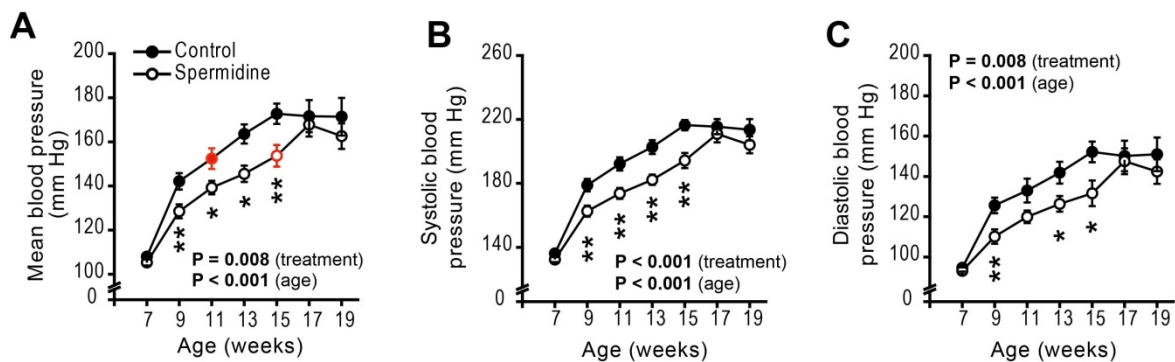 A
Mean blood pressure
(mm Hg)
200
180
160
140
120
100
0
Control
Spermidine
**
*
*
**
P = 0.008 (treatment)
P < 0.001 (age)
7 9 11 13 15 17 19
Age (weeks)
B
Systolic blood
pressure (mm Hg)
260
220
180
140
0
**
**
**
**
P < 0.001 (treatment)
P < 0.001 (age)
7 9 11 13 15 17 19
Age (weeks)
C
Diastolic blood
pressure (mm Hg)
200
180
160
140
120
100
0
P = 0.008 (treatment)
P < 0.001 (age)
**
*
*
7 9 11 13 15 17 19
Age (weeks)